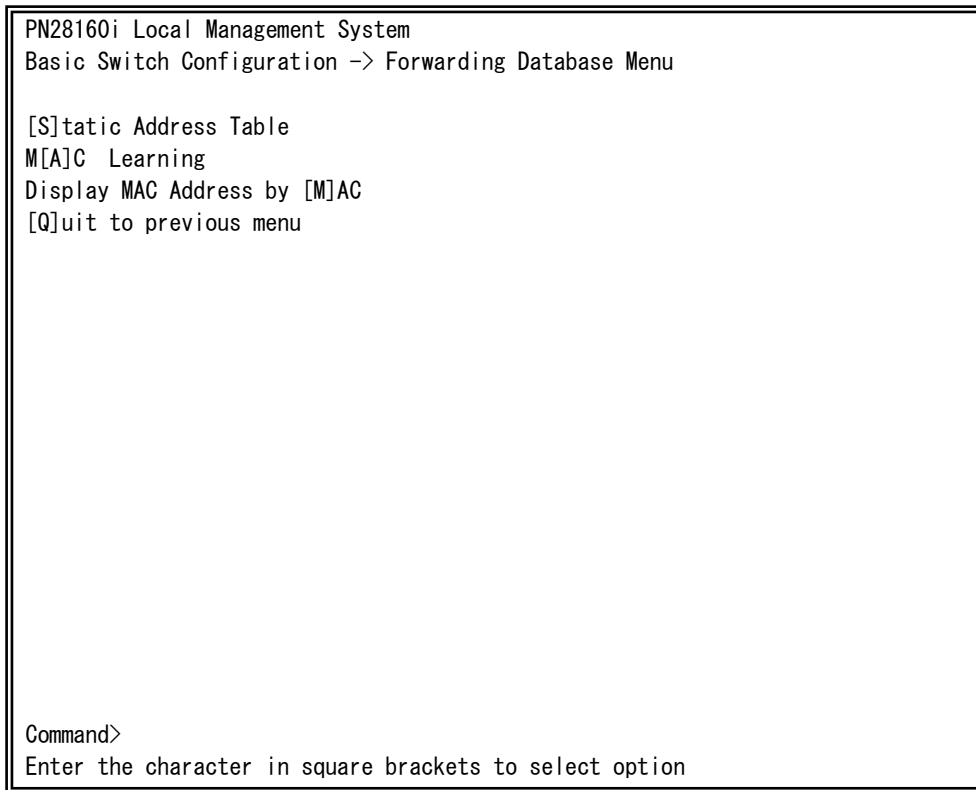 PN28160i Local Management System
Basic Switch Configuration -> Forwarding Database Menu
[S]tatic Address Table
M[A]C  Learning
Display MAC Address by [M]AC
[Q]uit to previous menu
Command>
Enter the character in square brackets to select option